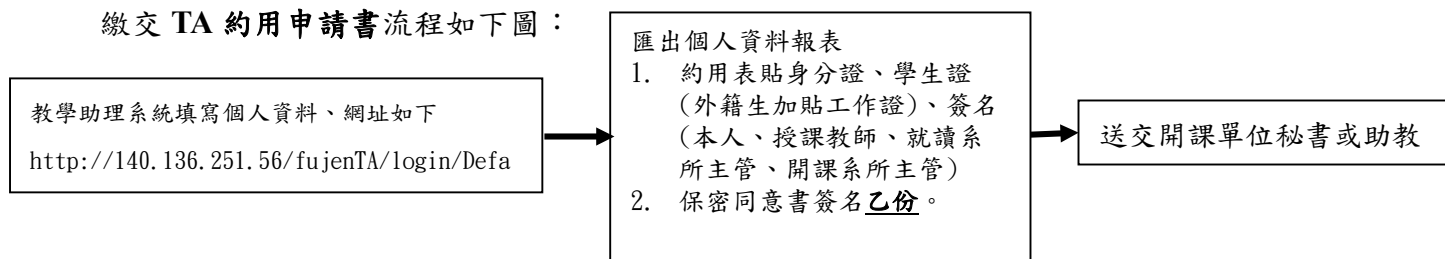 繳交 TA 約用申請書流程如下圖：
教學助理系統填寫個人資料、網址如下
http://140.136.251.56/fujenTA/login/Defa
匯出個人資料報表
1. 約用表貼身分證、學生證
(外籍生加貼工作證)、簽名
(本人、授課教師、就讀系
所主管、開課系所主管)
2. 保密同意書簽名乙份。
送交開課單位秘書或助教